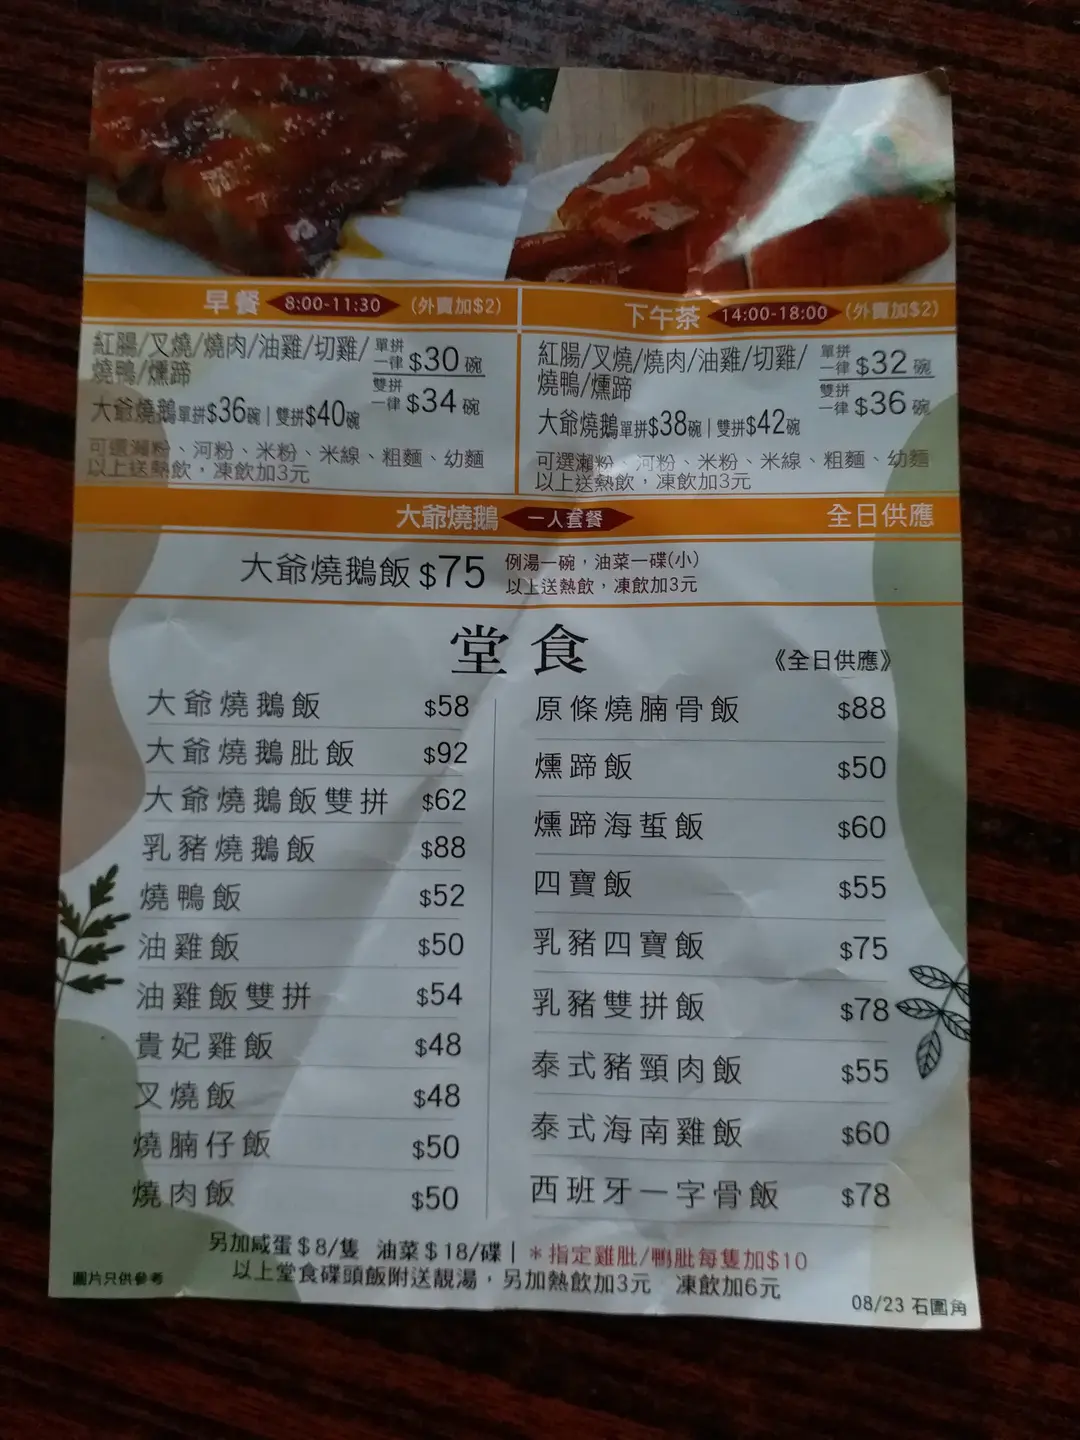 早餐 8:00-11:30 (外賣加$2)
紅腸/叉燒/燒肉/油雞/切雞/
燒鴨/燻蹄
單拼
一律 $30 碗
雙拼
一律 $34 碗
大爺燒鵝單拼$36碗 | 雙拼$40碗
可選瀨粉、河粉、米粉、米線、粗麵、幼麵
以上送熱飲，凍飲加3元
下午茶 14:00-18:00 (外賣加$2)
紅腸/叉燒/燒肉/油雞/切雞/
燒鴨/燻蹄
單拼
一律 $32 碗
雙拼
一律 $36 碗
大爺燒鵝單拼$38碗 | 雙拼$42碗
可選瀨粉、河粉、米粉、米線、粗麵、幼麵
以上送熱飲，凍飲加3元
大爺燒鵝 一人套餐 全日供應
大爺燒鵝飯 $75
例湯一碗，油菜一碟(小)
以上送熱飲，凍飲加3元
堂食 《全日供應》
大爺燒鵝飯 $58
大爺燒鵝肶飯 $92
大爺燒鵝飯雙拼 $62
乳豬燒鵝飯 $88
燒鴨飯 $52
油雞飯 $50
油雞飯雙拼 $54
貴妃雞飯 $48
叉燒飯 $48
燒腩仔飯 $50
燒肉飯 $50
原條燒腩骨飯 $88
燻蹄飯 $50
燻蹄海蜇飯 $60
四寶飯 $55
乳豬四寶飯 $75
乳豬雙拼飯 $78
泰式豬頸肉飯 $55
泰式海南雞飯 $60
西班牙一字骨飯 $78
另加咸蛋$8/隻 油菜$18/碟 | *指定雞肶/鴨肶每隻加$10
以上堂食碟頭飯附送靚湯，另加熱飲加3元 凍飲加6元
圖片只供參考
08/23 石圍角